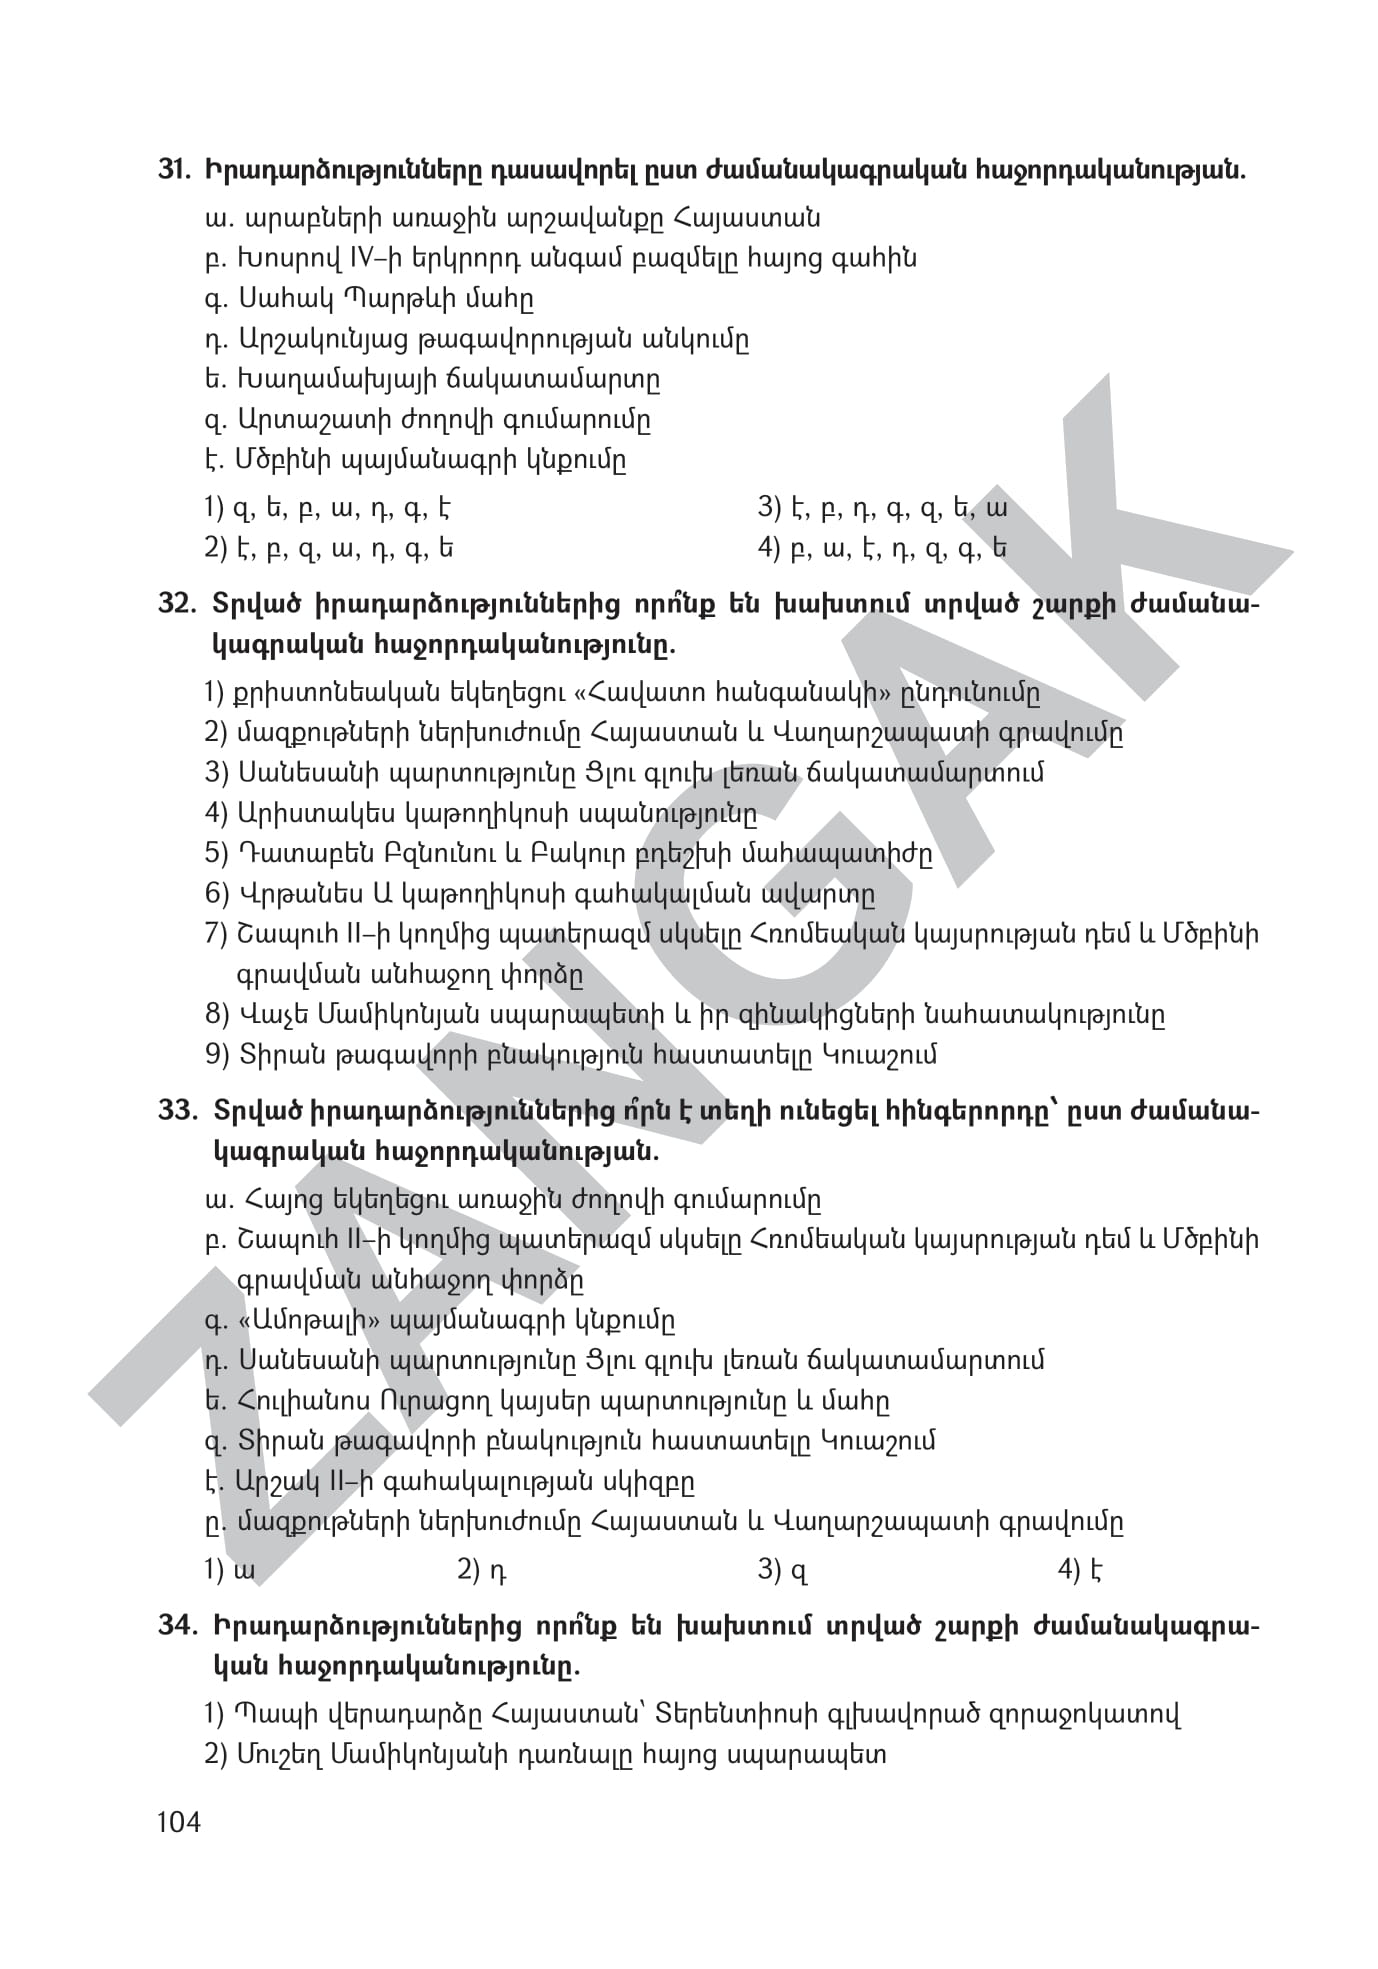 31. Իրադարձությունները դասավորել ըստ ժամանակագրական հաջորդականության.
ա. արաբների առաջին արշավանքը Հայաստան
բ. Խոսրով IV–ի երկրորդ անգամ բազմելը հայոց գահին
գ. Սահակ Պարթևի մահը
դ. Արշակունյաց թագավորության անկումը
ե. Խաղամախյայի ճակատամարտը
զ. Արտաշատի ժողովի գումարումը
է. Մծբինի պայմանագրի կնքումը
1) զ, ե, բ, ա, դ, գ, է
3) է, բ, դ, գ, զ, ե, ա
2) է, բ, զ, ա, դ, գ, ե
4) բ, ա, է, դ, զ, գ, ե
32. Տրված իրադարձություններից որո՞նք են խախտում տրված շարքի ժամանա-
կագրական հաջորդականությունը.
1) քրիստոնեական եկեղեցու «Հավատո հանգանակի» ընդունումը
2) մազքութների ներխուժումը Հայաստան և Վաղարշապատի գրավումը
3) Սանեսանի պարտությունը Ցլու գլուխ լեռան ճակատամարտում
4) Արիստակես կաթողիկոսի սպանությունը
5) Դատաբեն Բզնունու և Բակուր բդեշխի մահապատիժը
6) Վրթանես Ա կաթողիկոսի գահակալման ավարտը
7) Շապուհ II–ի կողմից պատերազմ սկսելը Հռոմեական կայսրության դեմ և Մծբինի
գրավման անհաջող փորձը
8) Վաչե Մամիկոնյան սպարապետի և իր զինակիցների նահատակությունը
9) Տիրան թագավորի բնակություն հաստատելը Կուաշում
33. Տրված իրադարձություններից ո՞րն է տեղի ունեցել հինգերորդը՝ ըստ ժամանա-
կագրական հաջորդականության.
ա. Հայոց եկեղեցու առաջին ժողովի գումարումը
բ. Շապուհ II–ի կողմից պատերազմ սկսելը Հռոմեական կայսրության դեմ և Մծբինի
գրավման անհաջող փորձը
գ. «Ամոթալի» պայմանագրի կնքումը
դ. Սանեսանի պարտությունը Ցլու գլուխ լեռան ճակատամարտում
ե. Հուլիանոս Ուրացող կայսեր պարտությունը և մահը
զ. Տիրան թագավորի բնակություն հաստատելը Կուաշում
է. Արշակ II–ի գահակալության սկիզբը
ը. մազքութների ներխուժումը Հայաստան և Վաղարշապատի գրավումը
1) ա 2) դ 3) զ 4) է
34. Իրադարձություններից որո՞նք են խախտում տրված շարքի ժամանակագրա-
կան հաջորդականությունը.
1) Պապի վերադարձը Հայաստան՝ Տերենտիոսի գլխավորած զորաջոկատով
2) Մուշեղ Մամիկոնյանի դառնալը հայոց սպարապետ
104
ZANGAK